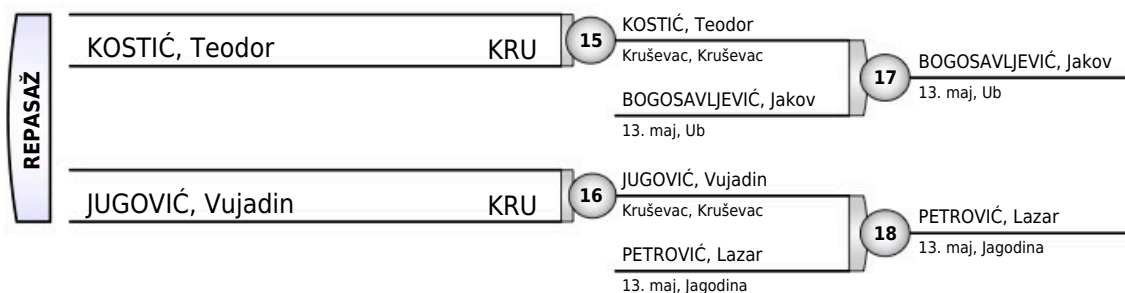 REPASAŽ
KOSTIĆ, Teodor KRU
15
KOSTIĆ, Teodor
Kruševac, Kruševac
BOGOSAVLJEVIĆ, Jakov
13. maj, Ub
17
BOGOSAVLJEVIĆ, Jakov
13. maj, Ub
JUGOVIĆ, Vujadin KRU
16
JUGOVIĆ, Vujadin
Kruševac, Kruševac
PETROVIĆ, Lazar
13. maj, Jagodina
18
PETROVIĆ, Lazar
13. maj, Jagodina